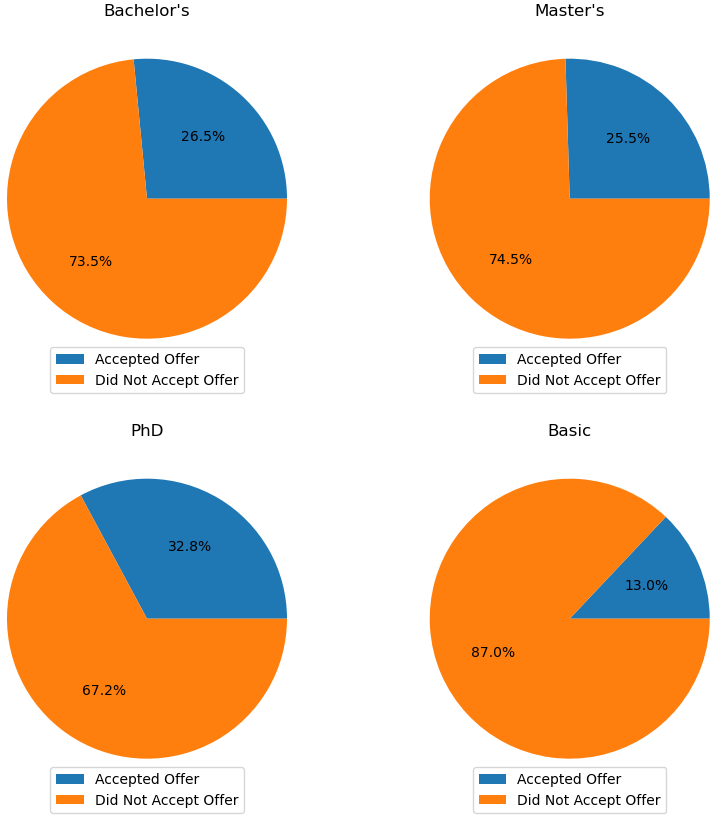 Bachelor's
26.5%
73.5%
Accepted Offer
Did Not Accept Offer
Master's
25.5%
74.5%
Accepted Offer
Did Not Accept Offer
PhD
32.8%
67.2%
Accepted Offer
Did Not Accept Offer
Basic
13.0%
87.0%
Accepted Offer
Did Not Accept Offer